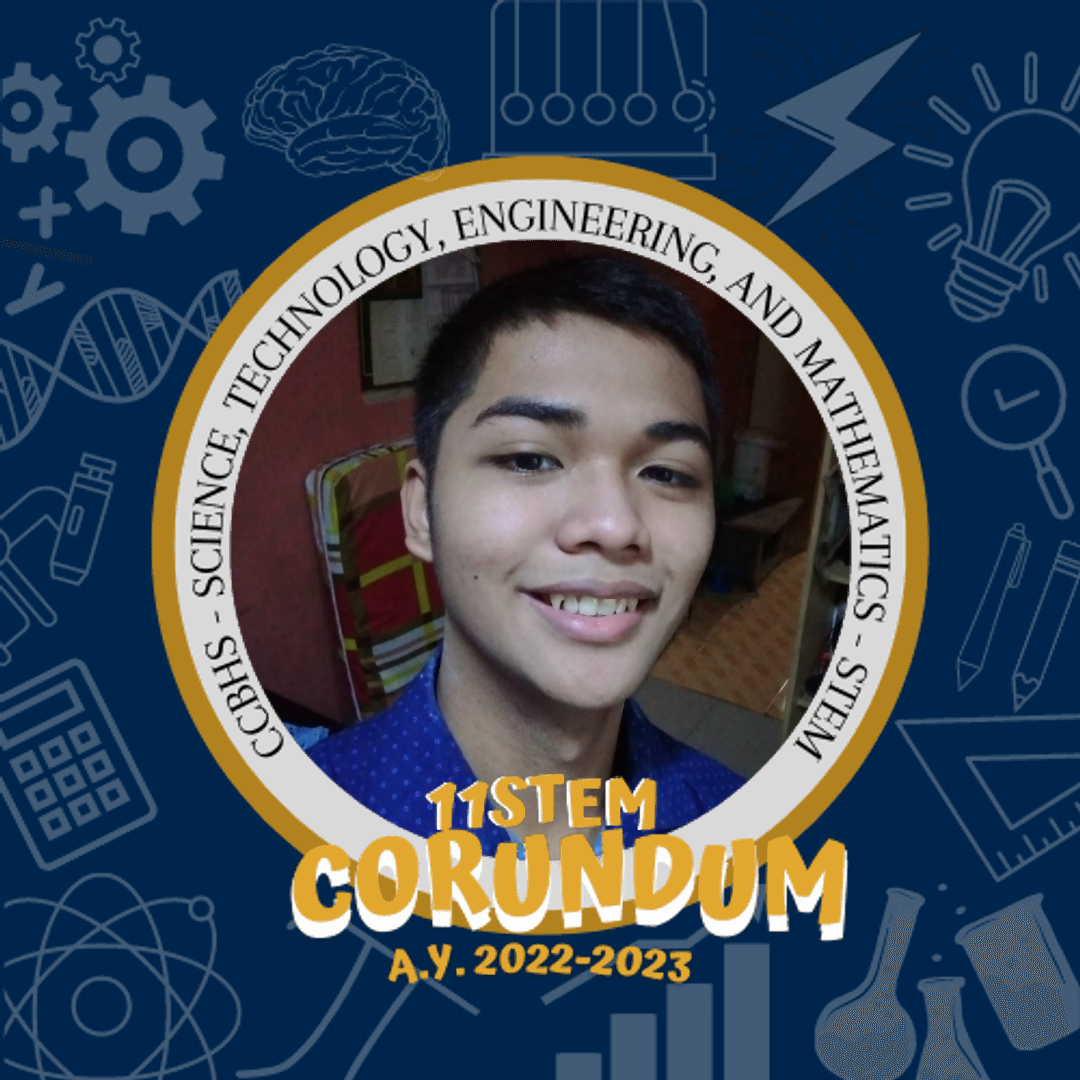 CCBHS - SCIENCE, TECHNOLOGY, ENGINEERING, AND MATHEMATICS - STEM
11STEM
CORUNDUM
A.Y. 2022-2023